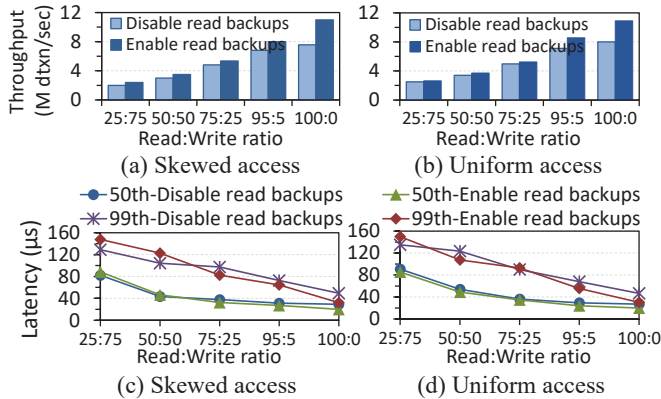 Throughput
(M dtxn/sec)
12
8
4
0
Disable read backups
Enable read backups
25:75 50:50 75:25 95:5 100:0
Read:Write ratio
(a) Skewed access
12
8
4
0
Disable read backups
Enable read backups
25:75 50:50 75:25 95:5 100:0
Read:Write ratio
(b) Uniform access
50th-Disable read backups
50th-Enable read backups
99th-Disable read backups
99th-Enable read backups
Latency (μs)
160
120
80
40
0
25:75 50:50 75:25 95:5 100:0
Read:Write ratio
(c) Skewed access
160
120
80
40
0
25:75 50:50 75:25 95:5 100:0
Read:Write ratio
(d) Uniform access